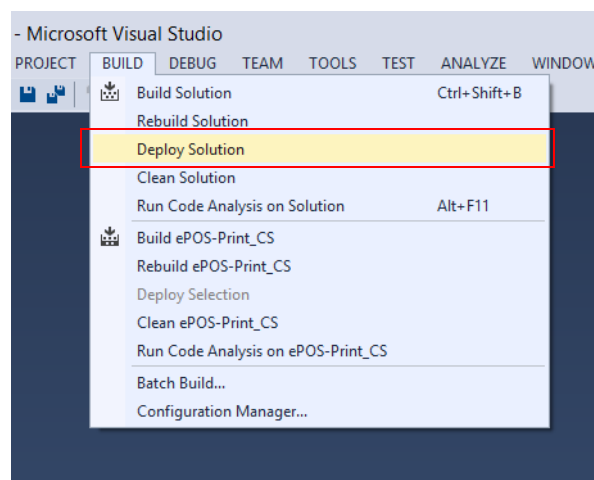 - Microsoft Visual Studio
PROJECT BUILD DEBUG TEAM TOOLS TEST ANALYZE WINDOW
Build Solution Ctrl+Shift+B
Rebuild Solution
Deploy Solution
Clean Solution
Run Code Analysis on Solution Alt+F11
Build ePOS-Print_CS
Rebuild ePOS-Print_CS
Deploy Selection
Clean ePOS-Print_CS
Run Code Analysis on ePOS-Print_CS
Batch Build...
Configuration Manager...